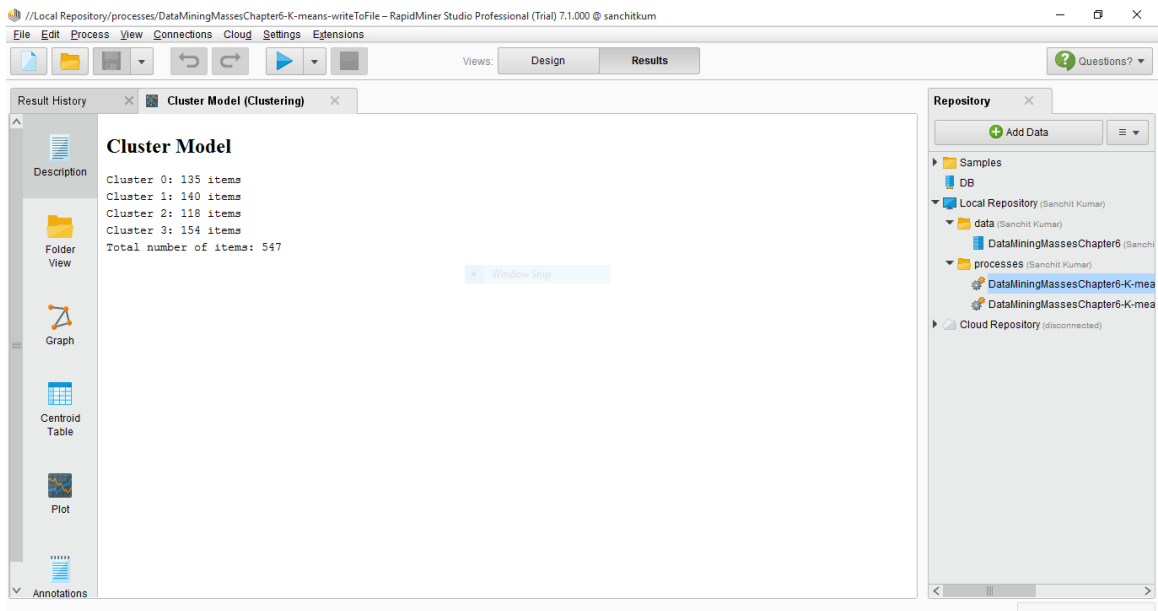 //Local Repository/processes/DataMiningMassesChapter6-K-means-writeToFile – RapidMiner Studio Professional (Trial) 7.1.000 @ sanchitkum
File Edit Process View Connections Cloud Settings Extensions
Views: Design Results Questions?
Result History
Cluster Model (Clustering)
Description
Folder View
Graph
Centroid Table
Plot
Annotations
Cluster Model
Cluster 0: 135 items
Cluster 1: 140 items
Cluster 2: 118 items
Cluster 3: 154 items
Total number of items: 547
Window Snip
Repository
Add Data
Samples
DB
Local Repository (Sanchit Kumar)
data (Sanchit Kumar)
DataMiningMassesChapter6 (Sanchi
processes (Sanchit Kumar)
DataMiningMassesChapter6-K-mea
DataMiningMassesChapter6-K-mea
Cloud Repository (disconnected)